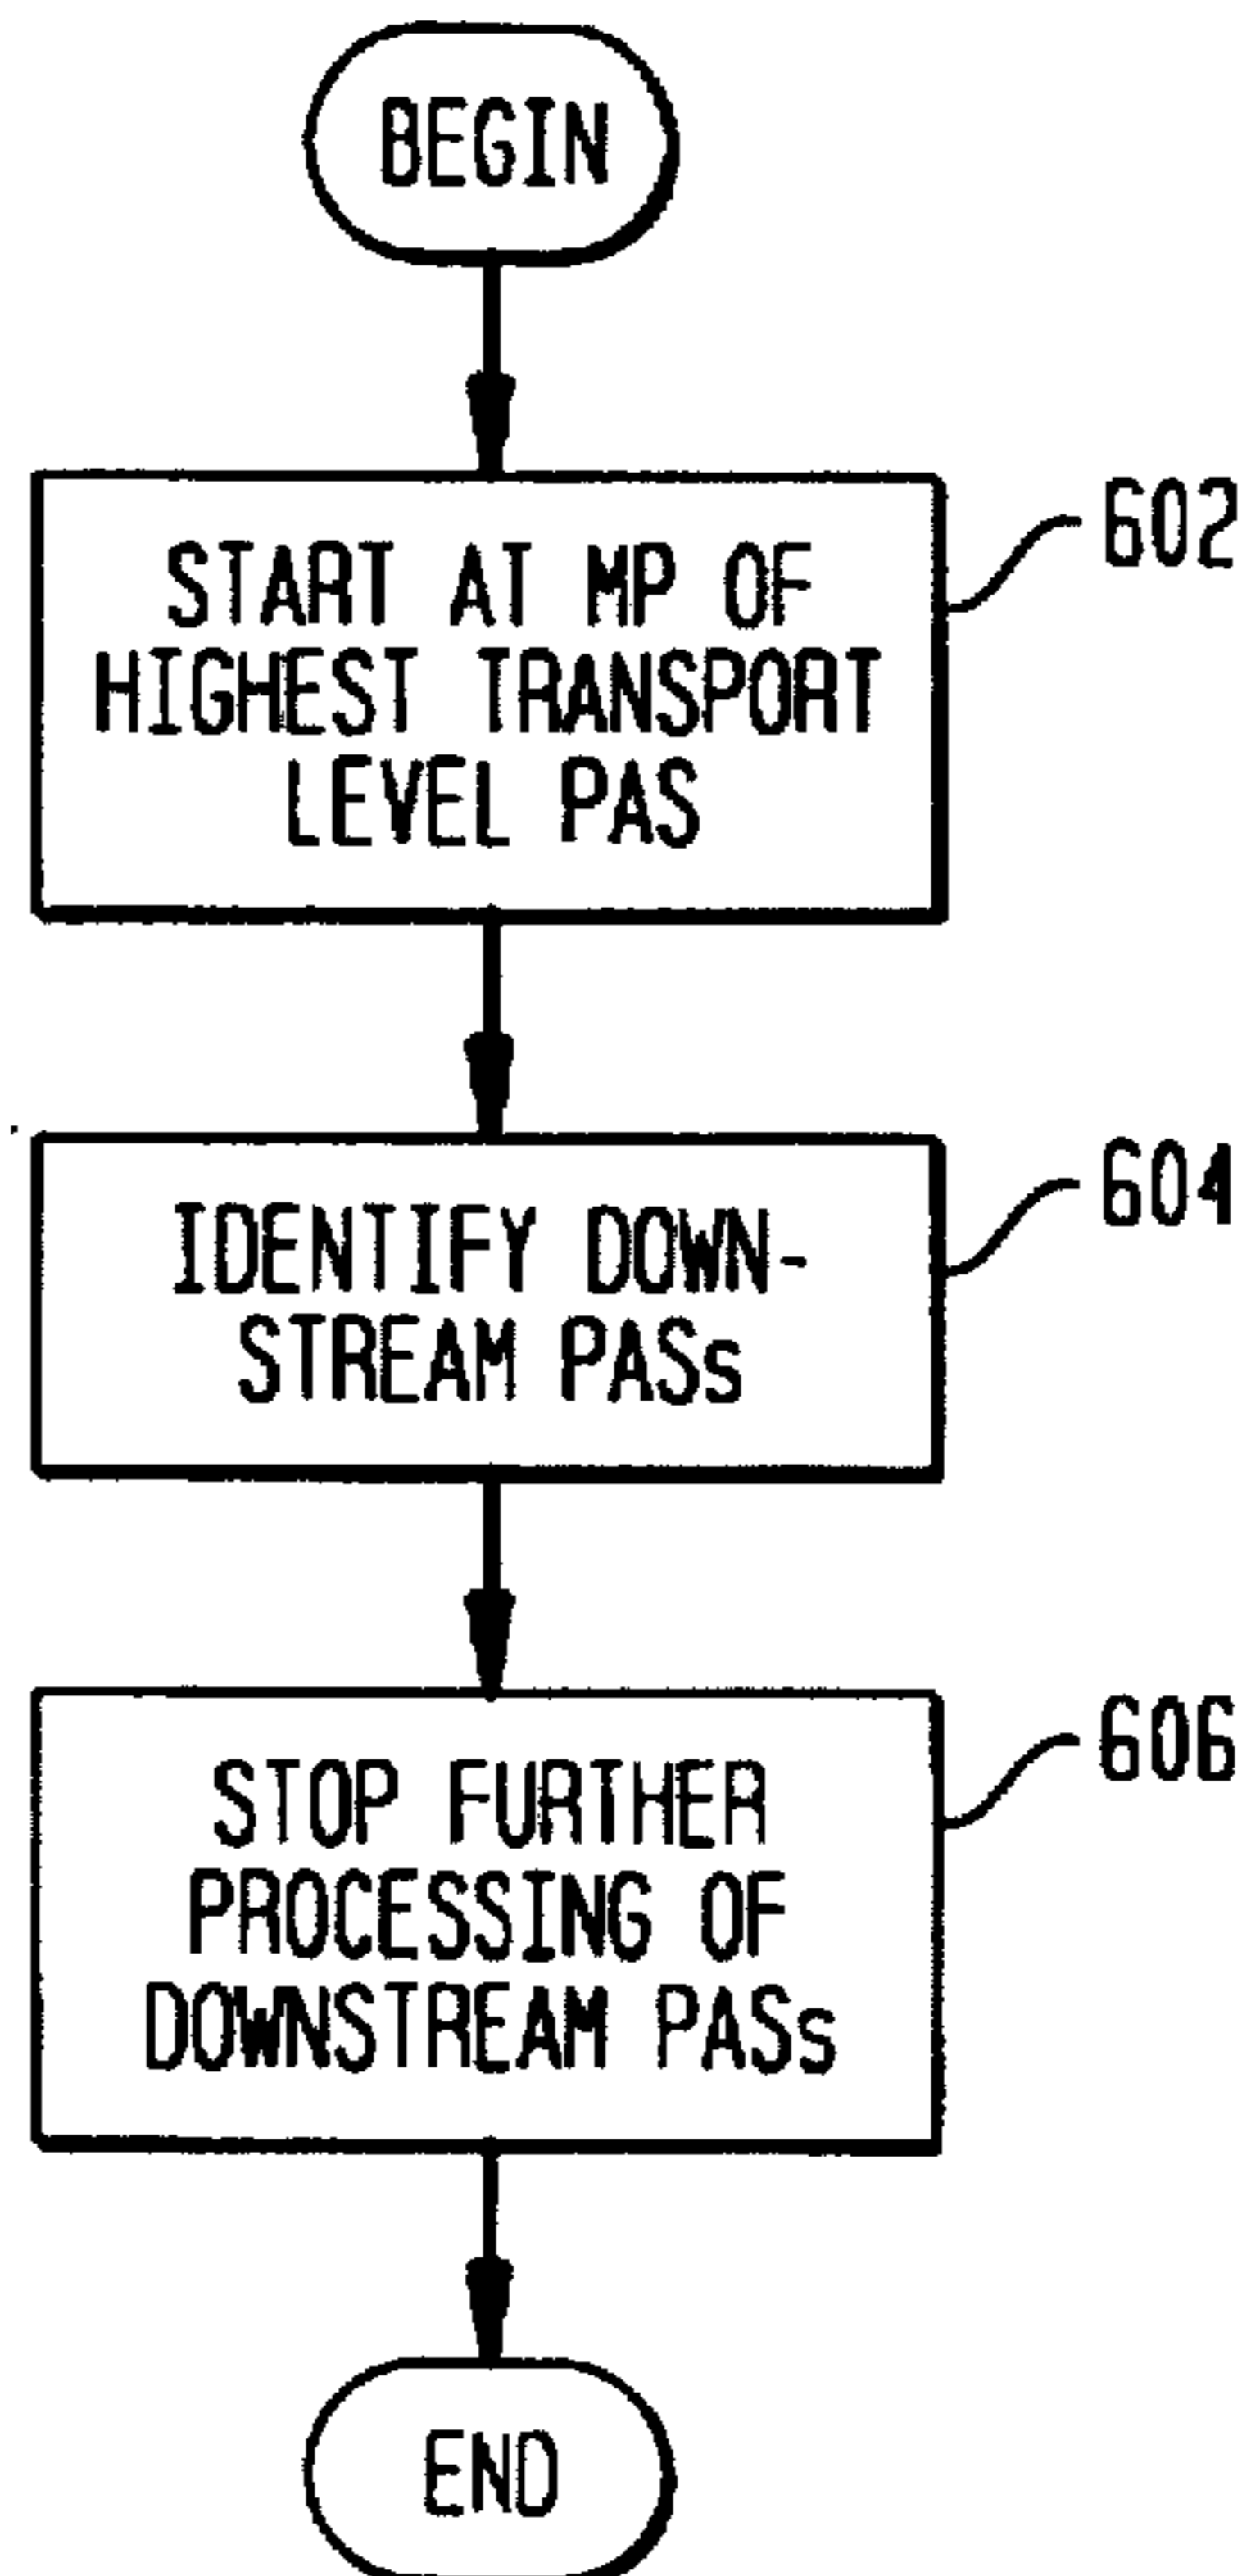 BEGIN
START AT MP OF
HIGHEST TRANSPORT
LEVEL PAS
602
IDENTIFY DOWN-
STREAM PASs
604
STOP FURTHER
PROCESSING OF
DOWNSTREAM PASs
606
END